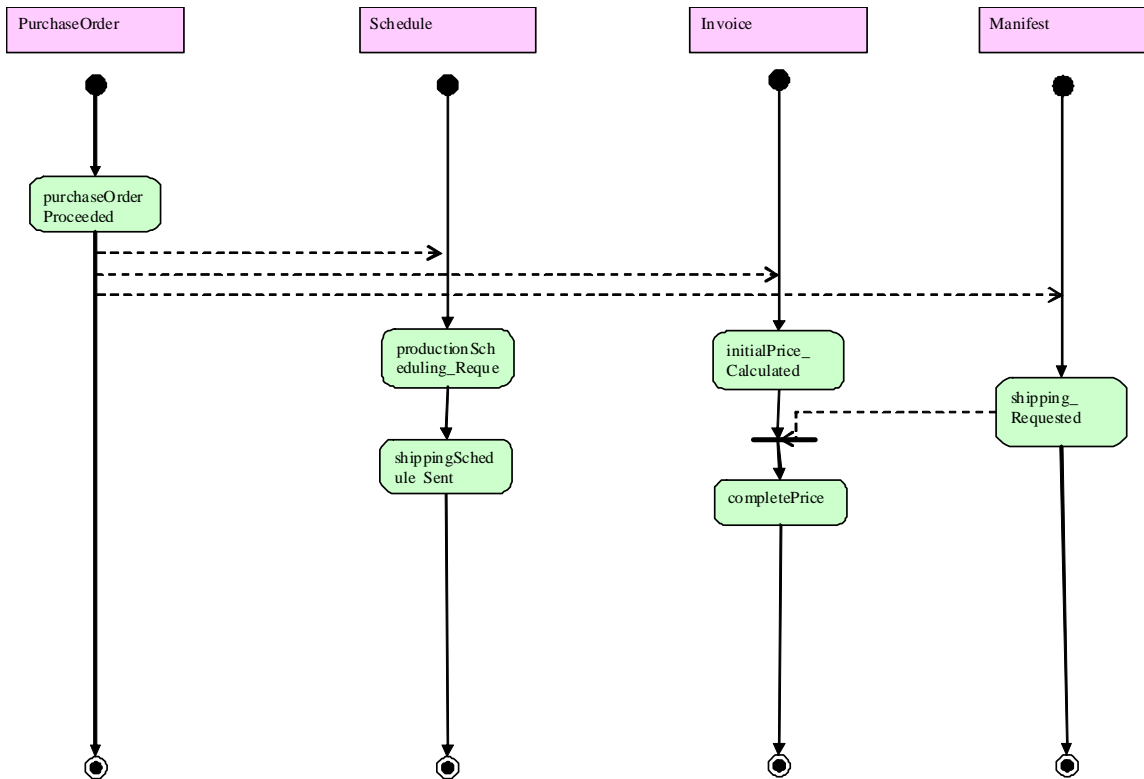 PurchaseOrder
Schedule
Invoice
Manifest
purchaseOrder
Proceeded
productionSch
eduling_Reque
initialPrice_
Calculated
shipping_
Requested
shippingSched
ule Sent
completePrice